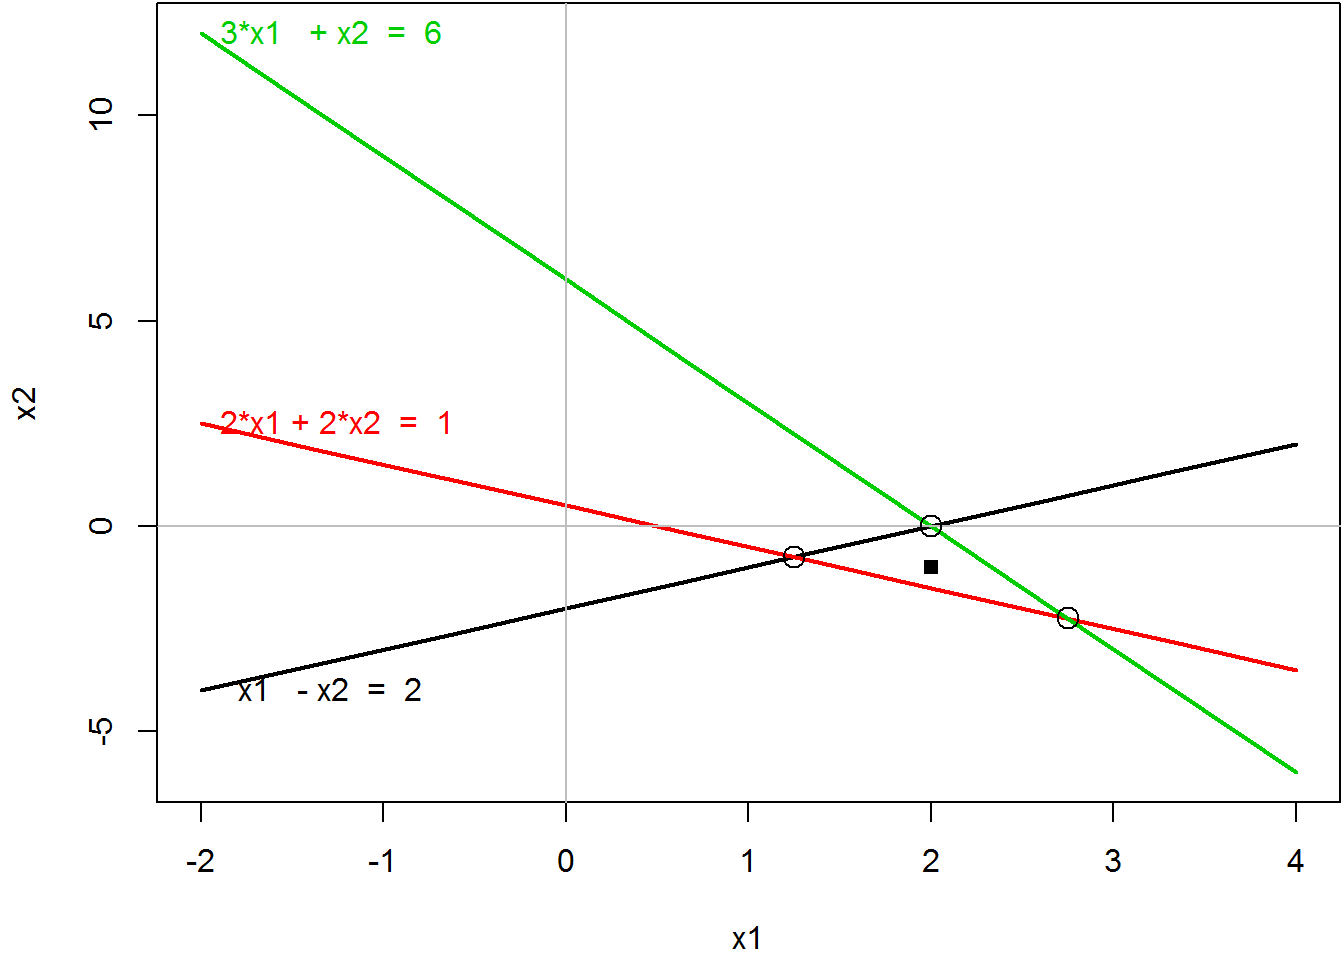 3*x1   + x2  =  6
10
5
x2
2*x1 + 2*x2  =  1
0
x1   - x2  =  2
-5
-2 -1 0 1 2 3 4
x1